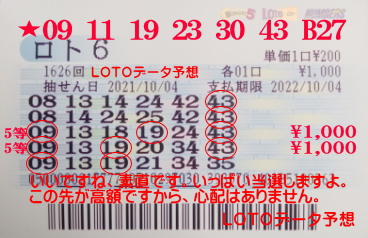 ★09 11 19 23 30 43 B27
LOTO NUMBERS
ロト6 単価1口¥200
1626回 LOTOデータ予想 各01口 ¥1,000
抽せん日 2021/10/04 支払期限 2022/10/04
08 13 14 24 42 43
08 14 24 25 42 43
5等 09 13 18 19 24 43 ¥1,000
5等 09 13 19 20 34 43 ¥1,000
09 13 19 21 34 35
いいですね、素直です。いっぱい当選しますよ。
この先が高額ですから、心配はありません。
LOTOデータ予想